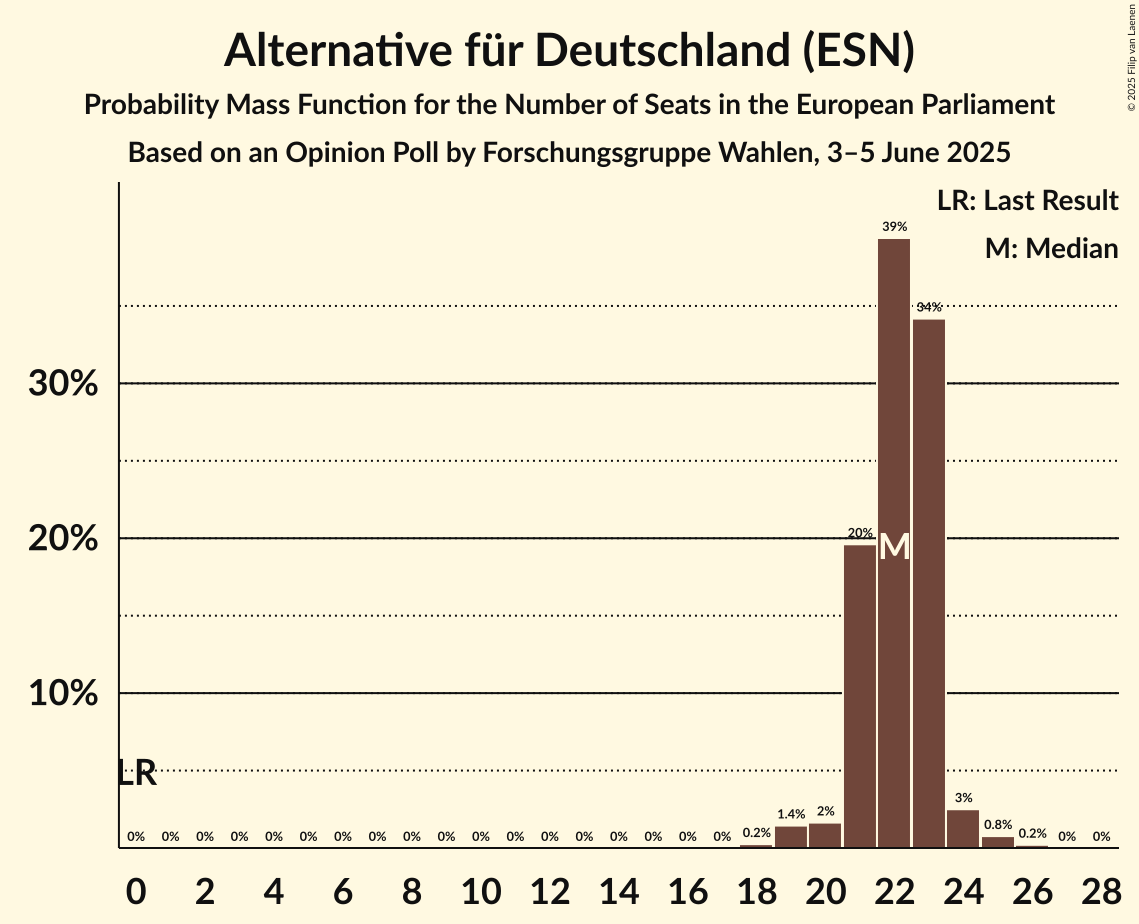 Alternative für Deutschland (ESN)
Probability Mass Function for the Number of Seats in the European Parliament
Based on an Opinion Poll by Forschungsgruppe Wahlen, 3–5 June 2025
© 2025 Filip van Laenen
LR: Last Result
M: Median
39%
34%
30%
20%
20%
M
10%
LR
0% 0% 0% 0% 0% 0% 0% 0% 0% 0% 0% 0% 0% 0% 0% 0% 0% 0% 0.2% 1.4% 2% 3% 0.8% 0.2% 0% 0%
0 2 4 6 8 10 12 14 16 18 20 22 24 26 28